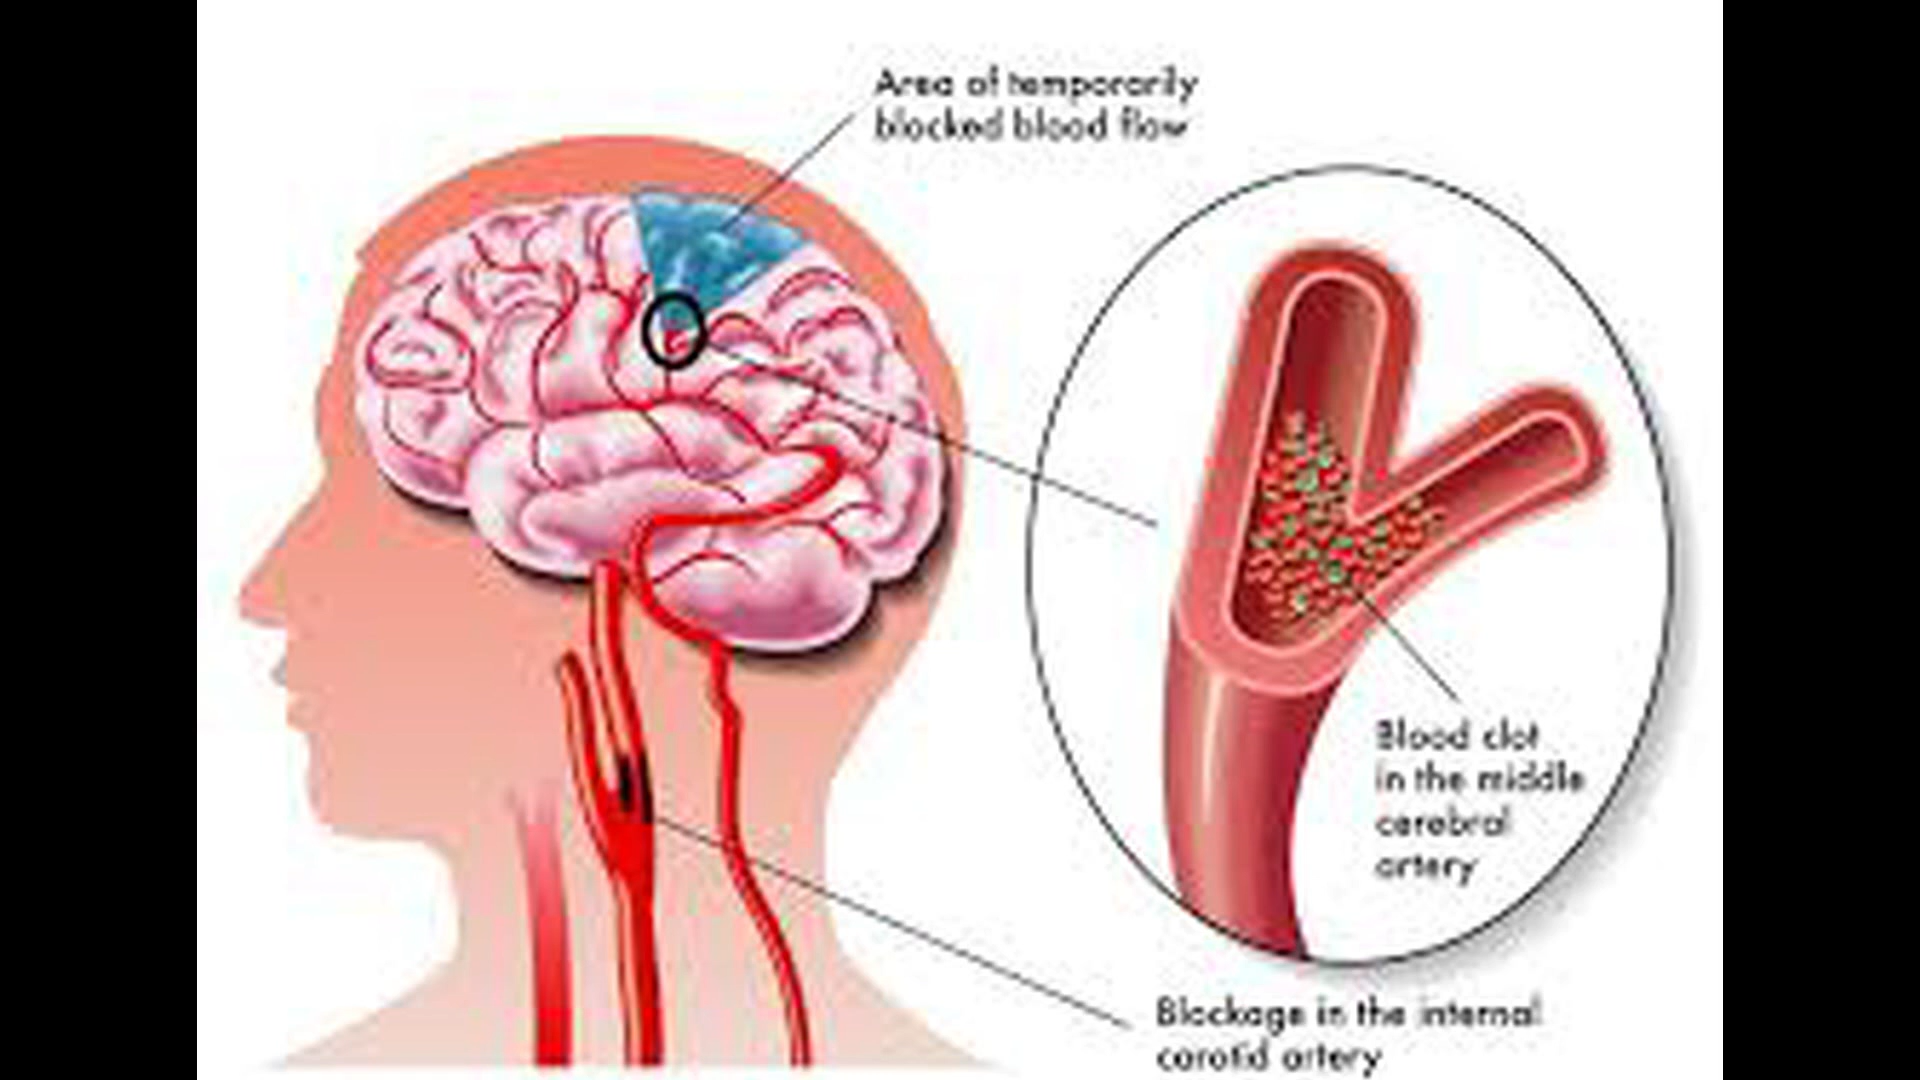 Area of temporarily
blocked blood flow
Blood clot
in the middle
cerebral
artery
Blockage in the internal
carotid artery